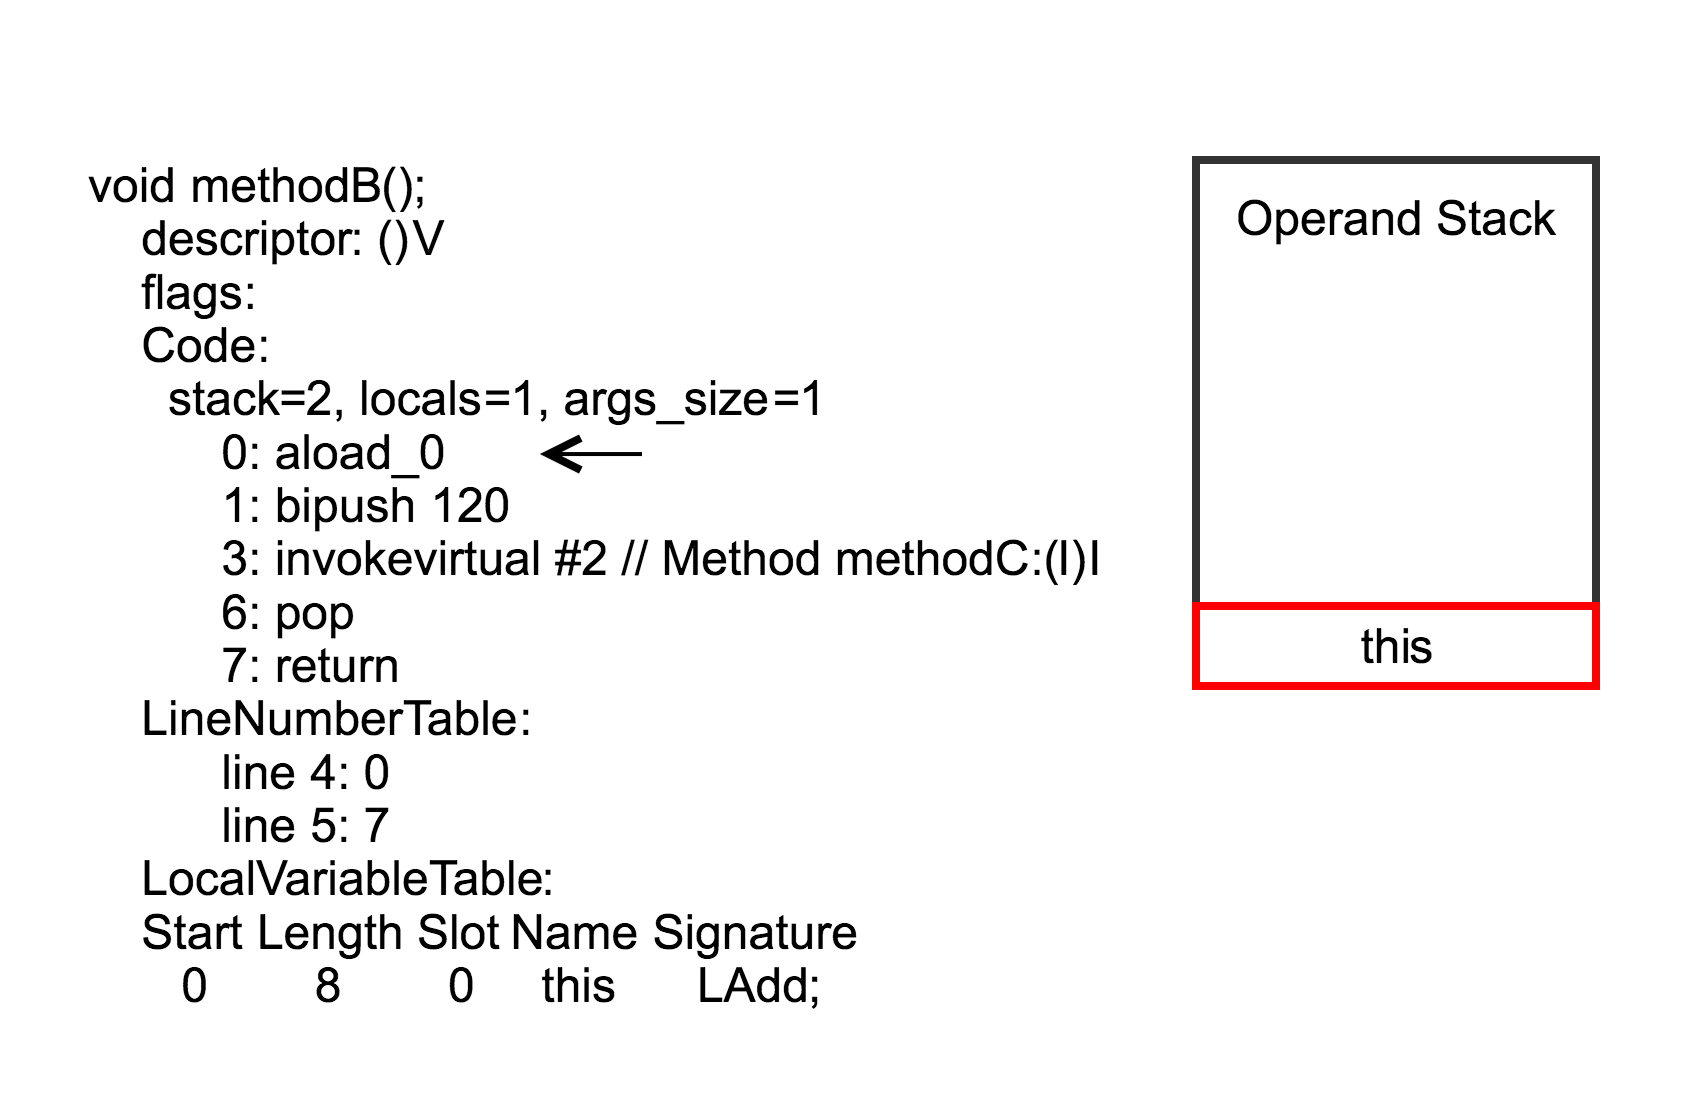 void methodB();
descriptor: ()V
flags:
Code:
stack=2, locals=1, args_size=1
0: aload_0
1: bipush 120
3: invokevirtual #2 // Method methodC:(I)I
6: pop
7: return
LineNumberTable:
line 4: 0
line 5: 7
LocalVariableTable:
Start Length Slot Name Signature
0 8 0 this LAdd;
Operand Stack
this